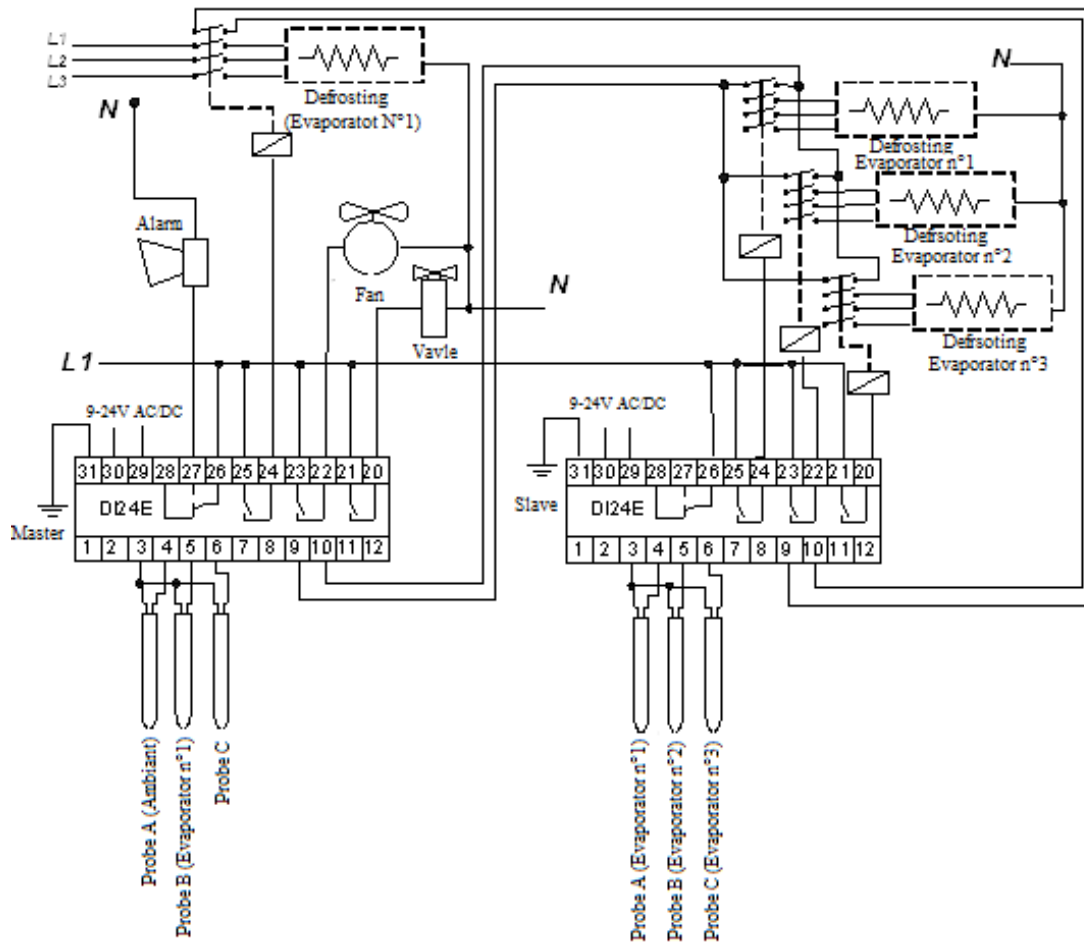 L1
L2
L3
N
Defrosting
(Evaporatot N°1)
N
Defrosting
Evaporator n°1
Defrsoting
Evaporator n°2
Defrsoting
Evaporator n°3
Alarm
Fan
Vavle
N
L1
9-24V AC/DC
9-24V AC/DC
31 30 29 28 27 26 25 24 23 22 21 20
DI24E
Master
1 2 3 4 5 6 7 8 9 10 11 12
31 30 29 28 27 26 25 24 23 22 21 20
DI24E
Slave
1 2 3 4 5 6 7 8 9 10 11 12
Probe A (Ambiant)
Probe B (Evaporator n°1)
Probe C
Probe A (Evaporator n°1)
Probe B (Evaporator n°2)
Probe C (Evaporator n°3)